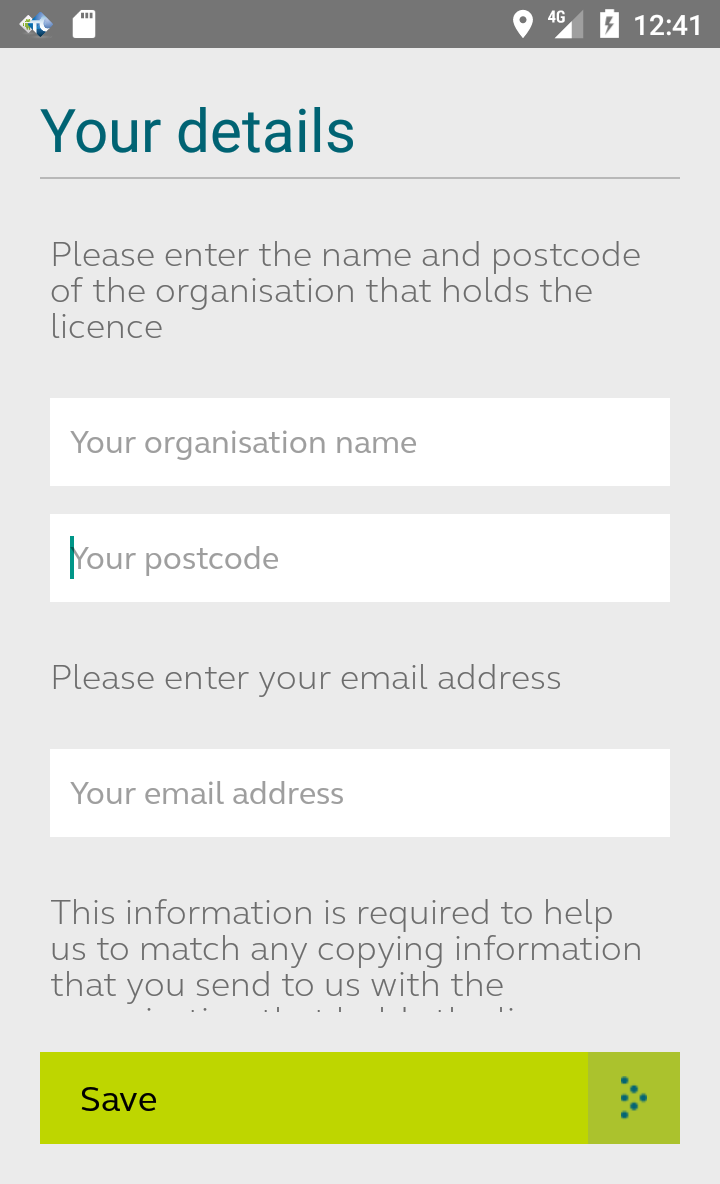 4G 12:41
Your details
Please enter the name and postcode
of the organisation that holds the
licence
Your organisation name
Your postcode
Please enter your email address
Your email address
This information is required to help
us to match any copying information
that you send to us with the
Save